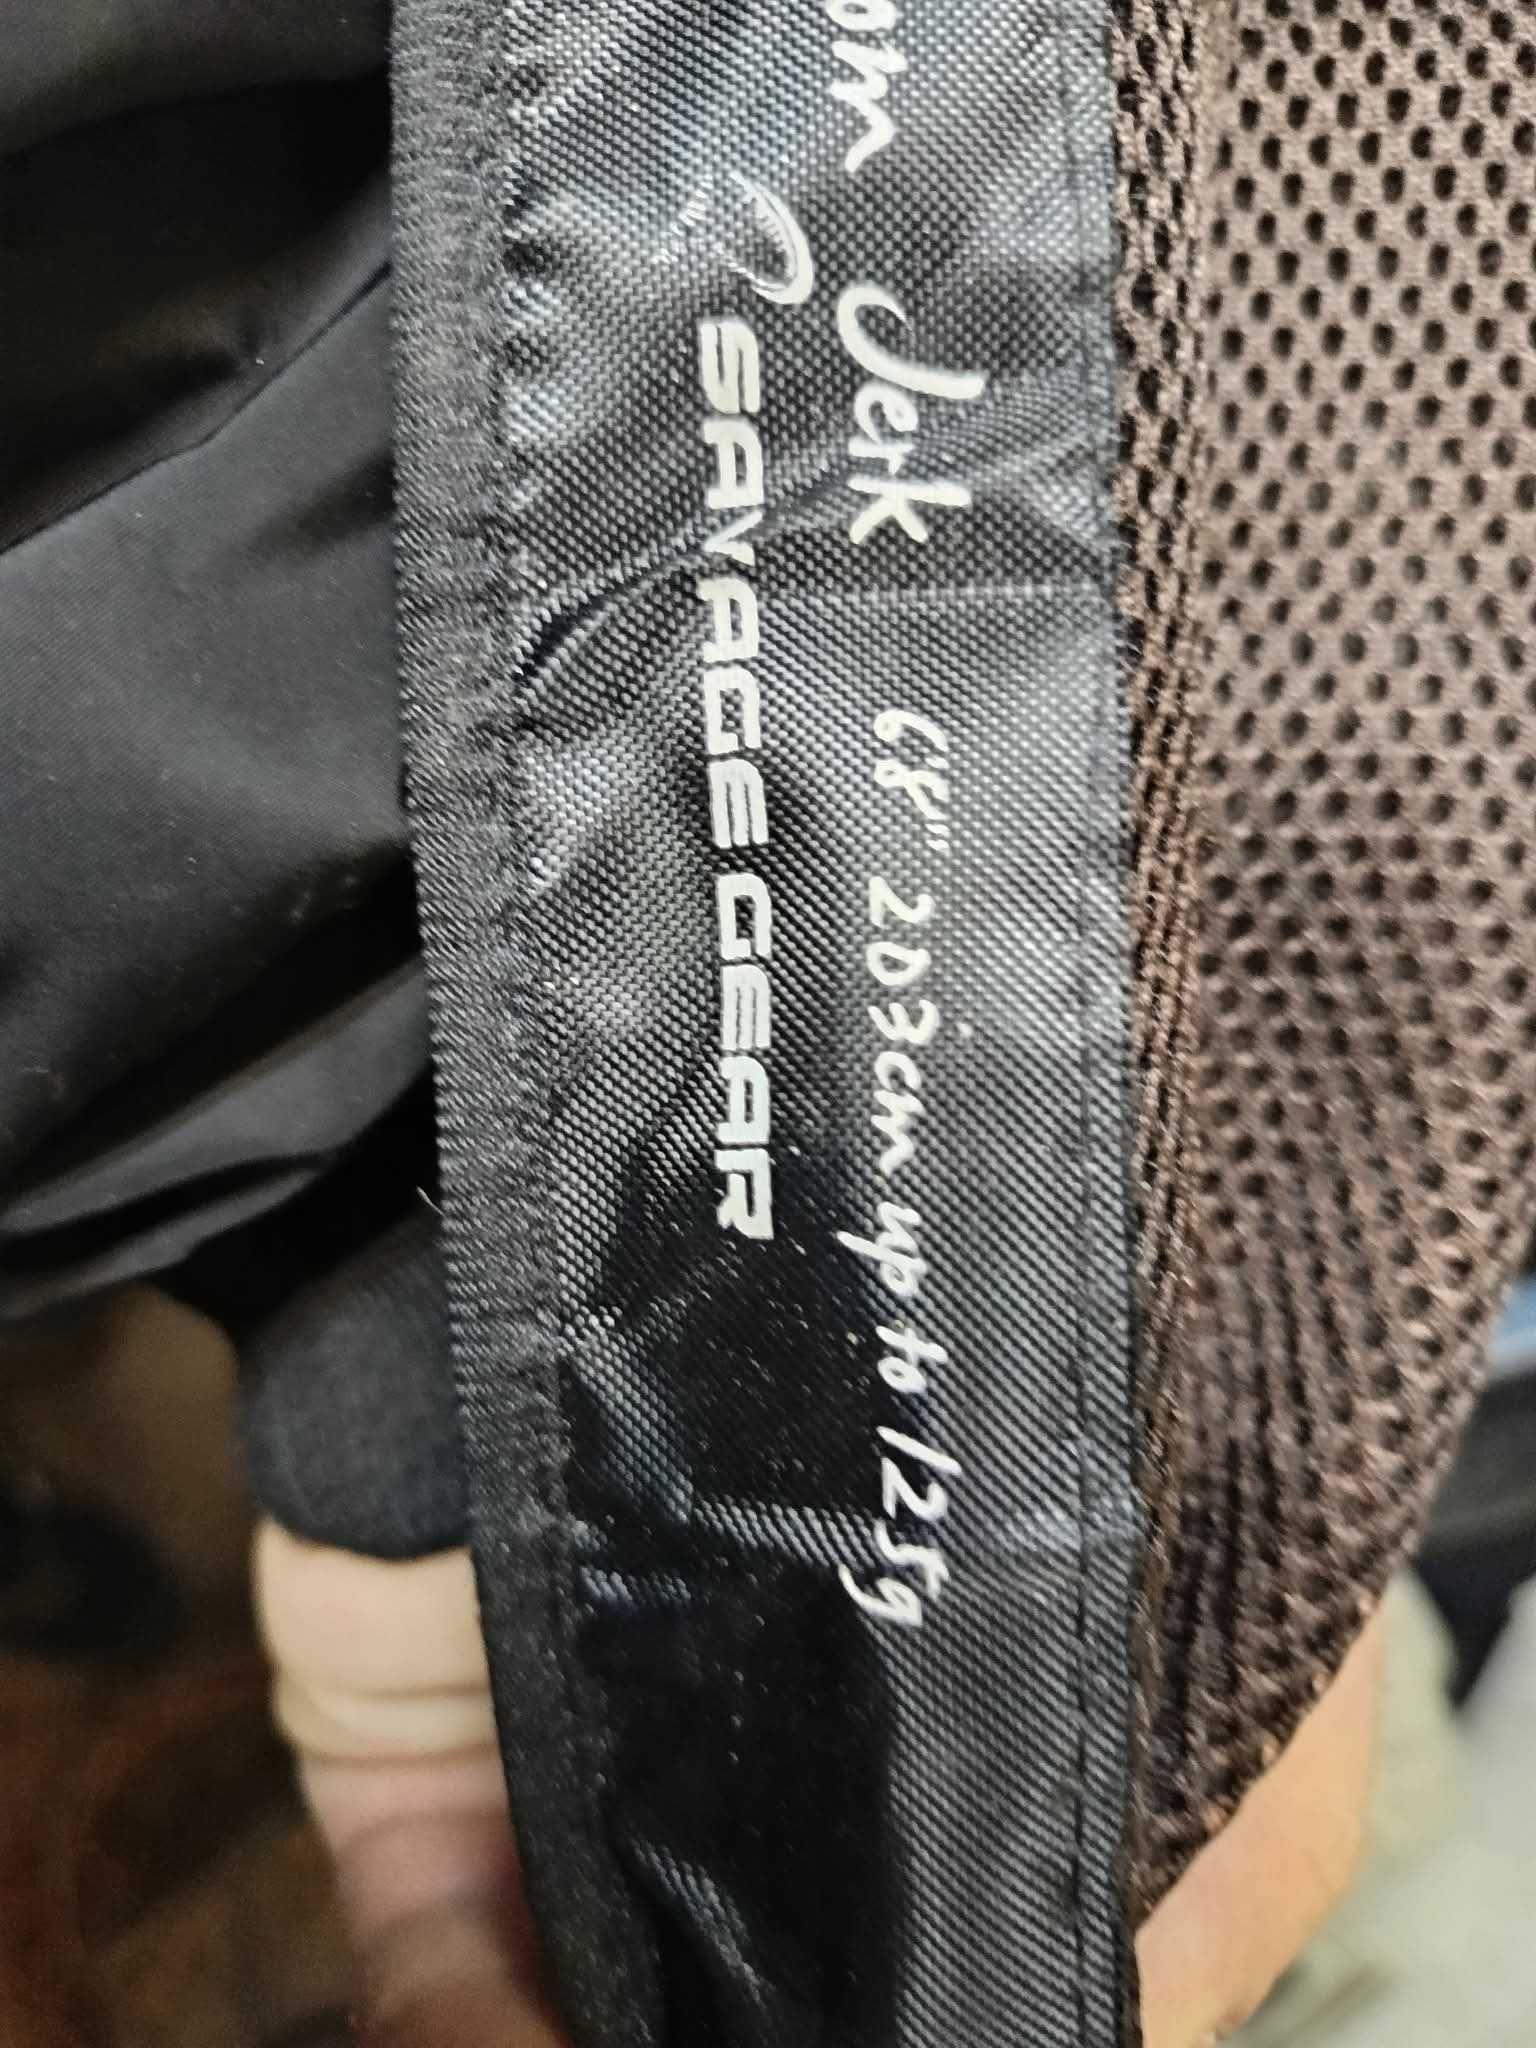 Jerk 6'8" 203cm up to 125g
SAVAGE GEAR